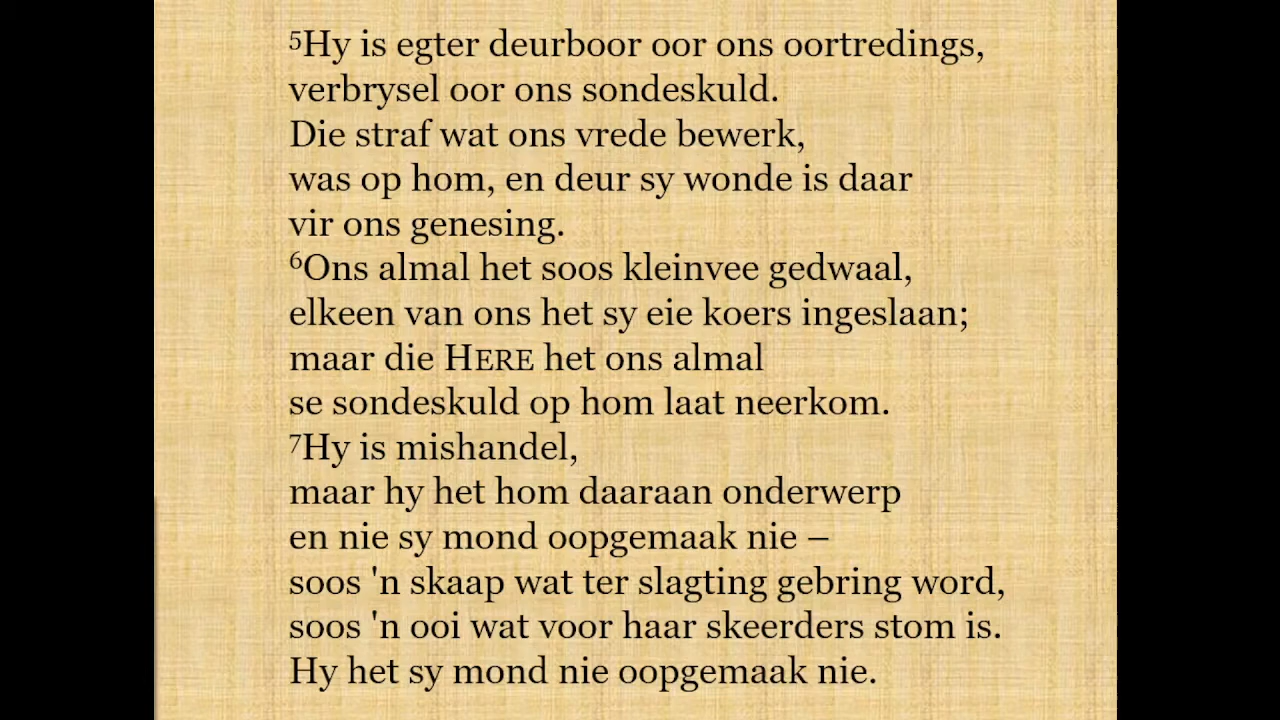 ⁵Hy is egter deurboor oor ons oortredings,
verbrysel oor ons sondeskuld.
Die straf wat ons vrede bewerk,
was op hom, en deur sy wonde is daar
vir ons genesing.
⁶Ons almal het soos kleinvee gedwaal,
elkeen van ons het sy eie koers ingeslaan;
maar die HERE het ons almal
se sondeskuld op hom laat neerkom.
⁷Hy is mishandel,
maar hy het hom daaraan onderwerp
en nie sy mond oopgemaak nie –
soos 'n skaap wat ter slagting gebring word,
soos 'n ooi wat voor haar skeerders stom is.
Hy het sy mond nie oopgemaak nie.